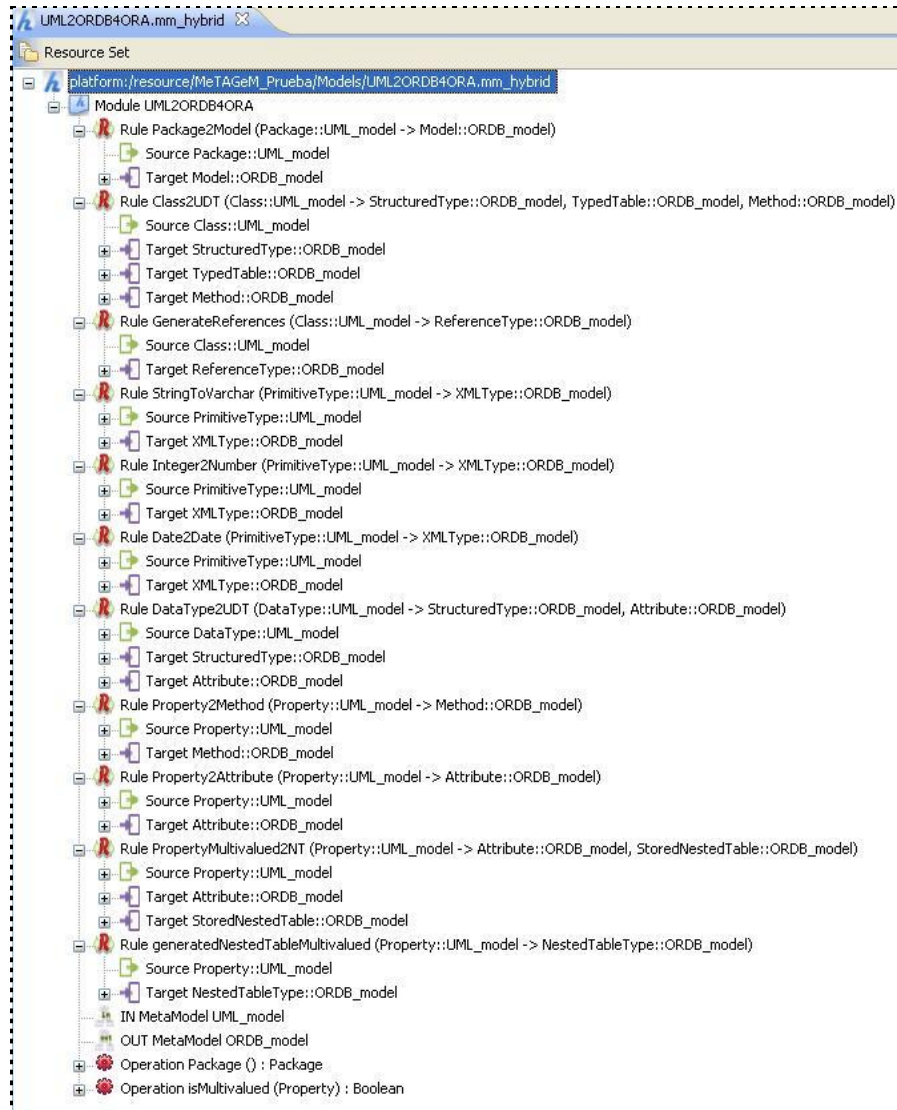 UML2ORDB4ORA.mm_hybrid
Resource Set
platform:/resource/MeTAGeM_Prueba/Models/UML2ORDB4ORA.mm_hybrid
Module UML2ORDB4ORA
Rule Package2Model (Package::UML_model -> Model::ORDB_model)
Source Package::UML_model
Target Model::ORDB_model
Rule Class2UDT (Class::UML_model -> StructuredType::ORDB_model, TypedTable::ORDB_model, Method::ORDB_model)
Source Class::UML_model
Target StructuredType::ORDB_model
Target TypedTable::ORDB_model
Target Method::ORDB_model
Rule GenerateReferences (Class::UML_model -> ReferenceType::ORDB_model)
Source Class::UML_model
Target ReferenceType::ORDB_model
Rule StringToVarchar (PrimitiveType::UML_model -> XMLType::ORDB_model)
Source PrimitiveType::UML_model
Target XMLType::ORDB_model
Rule Integer2Number (PrimitiveType::UML_model -> XMLType::ORDB_model)
Source PrimitiveType::UML_model
Target XMLType::ORDB_model
Rule Date2Date (PrimitiveType::UML_model -> XMLType::ORDB_model)
Source PrimitiveType::UML_model
Target XMLType::ORDB_model
Rule DataType2UDT (DataType::UML_model -> StructuredType::ORDB_model, Attribute::ORDB_model)
Source DataType::UML_model
Target StructuredType::ORDB_model
Target Attribute::ORDB_model
Rule Property2Method (Property::UML_model -> Method::ORDB_model)
Source Property::UML_model
Target Method::ORDB_model
Rule Property2Attribute (Property::UML_model -> Attribute::ORDB_model)
Source Property::UML_model
Target Attribute::ORDB_model
Rule PropertyMultivalued2NT (Property::UML_model -> Attribute::ORDB_model, StoredNestedTable::ORDB_model)
Source Property::UML_model
Target Attribute::ORDB_model
Target StoredNestedTable::ORDB_model
Rule generatedNestedTableMultivalued (Property::UML_model -> NestedTableType::ORDB_model)
Source Property::UML_model
Target NestedTableType::ORDB_model
IN MetaModel UML_model
OUT MetaModel ORDB_model
Operation Package () : Package
Operation isMultivalued (Property) : Boolean